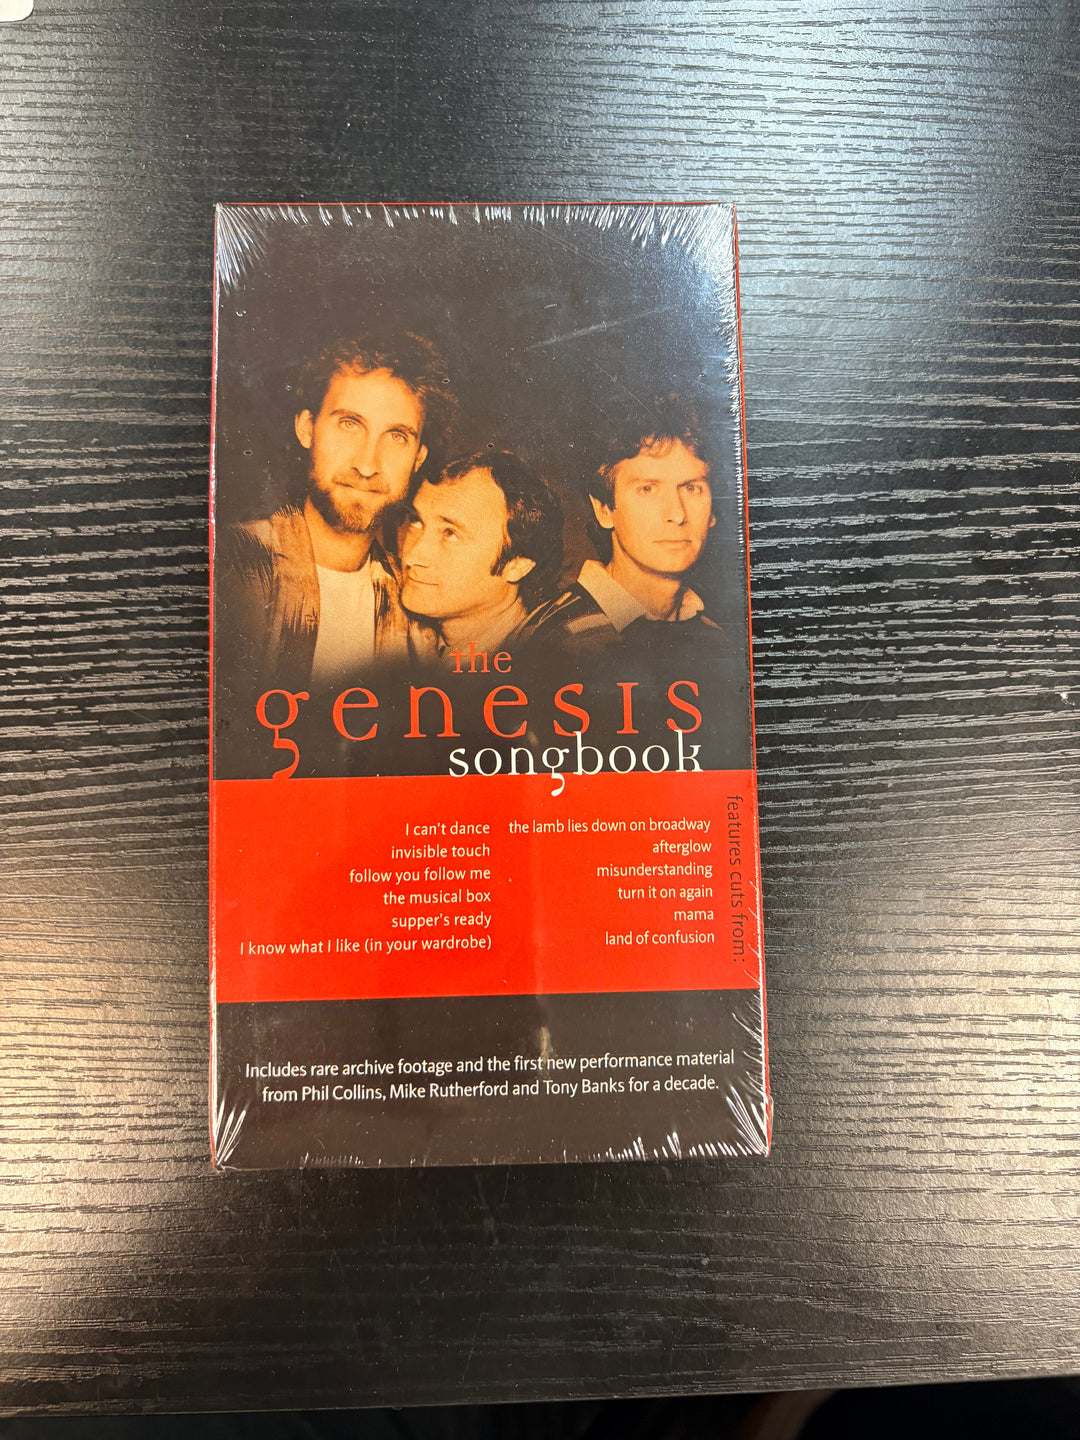 the
genesis
songbook
I can't dance
invisible touch
follow you follow me
the musical box
supper's ready
I know what I like (in your wardrobe)
the lamb lies down on broadway
afterglow
misunderstanding
turn it on again
mama
land of confusion
features cuts from:
Includes rare archive footage and the first new performance material
from Phil Collins, Mike Rutherford and Tony Banks for a decade.